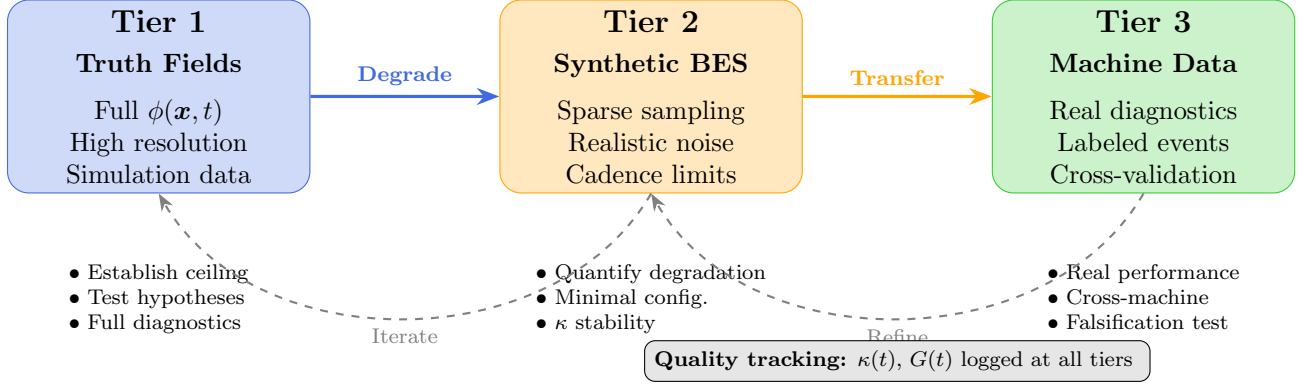 Tier 1
Truth Fields
Full ϕ(x, t)
High resolution
Simulation data
Degrade
Tier 2
Synthetic BES
Sparse sampling
Realistic noise
Cadence limits
Transfer
Tier 3
Machine Data
Real diagnostics
Labeled events
Cross-validation
• Establish ceiling
• Test hypotheses
• Full diagnostics
• Quantify degradation
• Minimal config.
• κ stability
• Real performance
• Cross-machine
• Falsification test
Iterate
Refine
Quality tracking: κ(t), G(t) logged at all tiers